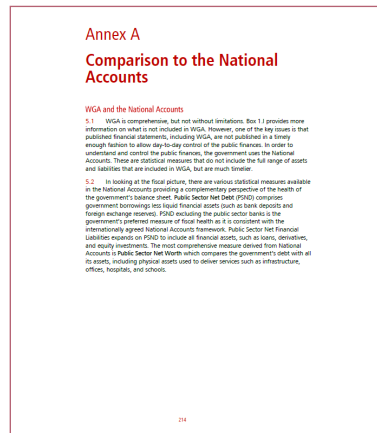 Annex A
Comparison to the National
Accounts
WGA and the National Accounts
5.1 WGA is comprehensive, but not without limitations. Box 1.I provides more
information on what is not included in WGA. However, one of the key issues is that
published financial statements, including WGA, are not published in a timely
enough fashion to allow day-to-day control of the public finances. In order to
understand and control the public finances, the government uses the National
Accounts. These are statistical measures that do not include the full range of assets
and liabilities that are included in WGA, but are much timelier.
5.2 In looking at the fiscal picture, there are various statistical measures available
in the National Accounts providing a complementary perspective of the health of
the government's balance sheet. Public Sector Net Debt (PSND) comprises
government borrowings less liquid financial assets (such as bank deposits and
foreign exchange reserves). PSND excluding the public sector banks is the
government's preferred measure of fiscal health as it is consistent with the
internationally agreed National Accounts framework. Public Sector Net Financial
Liabilities expands on PSND to include all financial assets, such as loans, derivatives,
and equity investments. The most comprehensive measure derived from National
Accounts is Public Sector Net Worth which compares the government's debt with all
its assets, including physical assets used to deliver services such as infrastructure,
offices, hospitals, and schools.
214